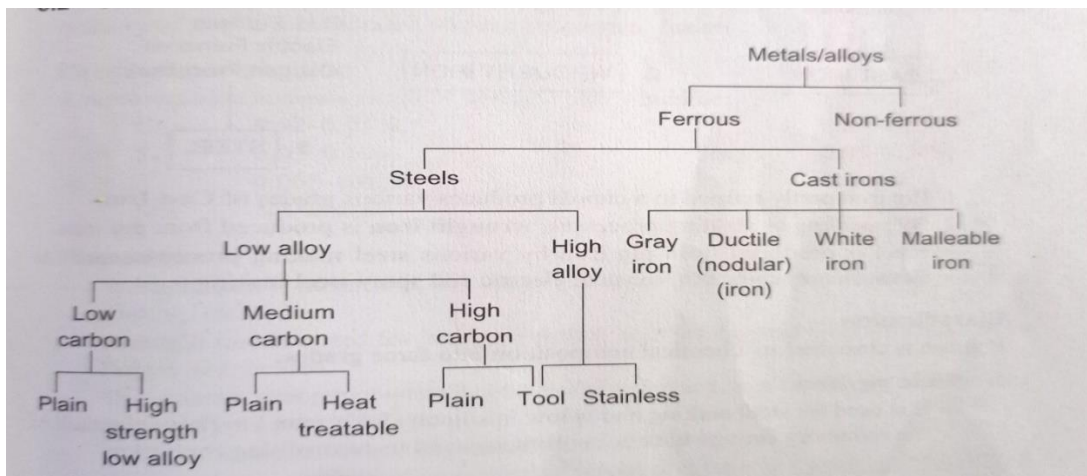 Metals/alloys
Ferrous
Non-ferrous
Steels
Cast irons
Low alloy
High
alloy
Gray
iron
Ductile
(nodular)
(iron)
White
iron
Malleable
iron
Low
carbon
Medium
carbon
High
carbon
Plain
High
strength
low alloy
Plain
Heat
treatable
Plain
Tool
Stainless